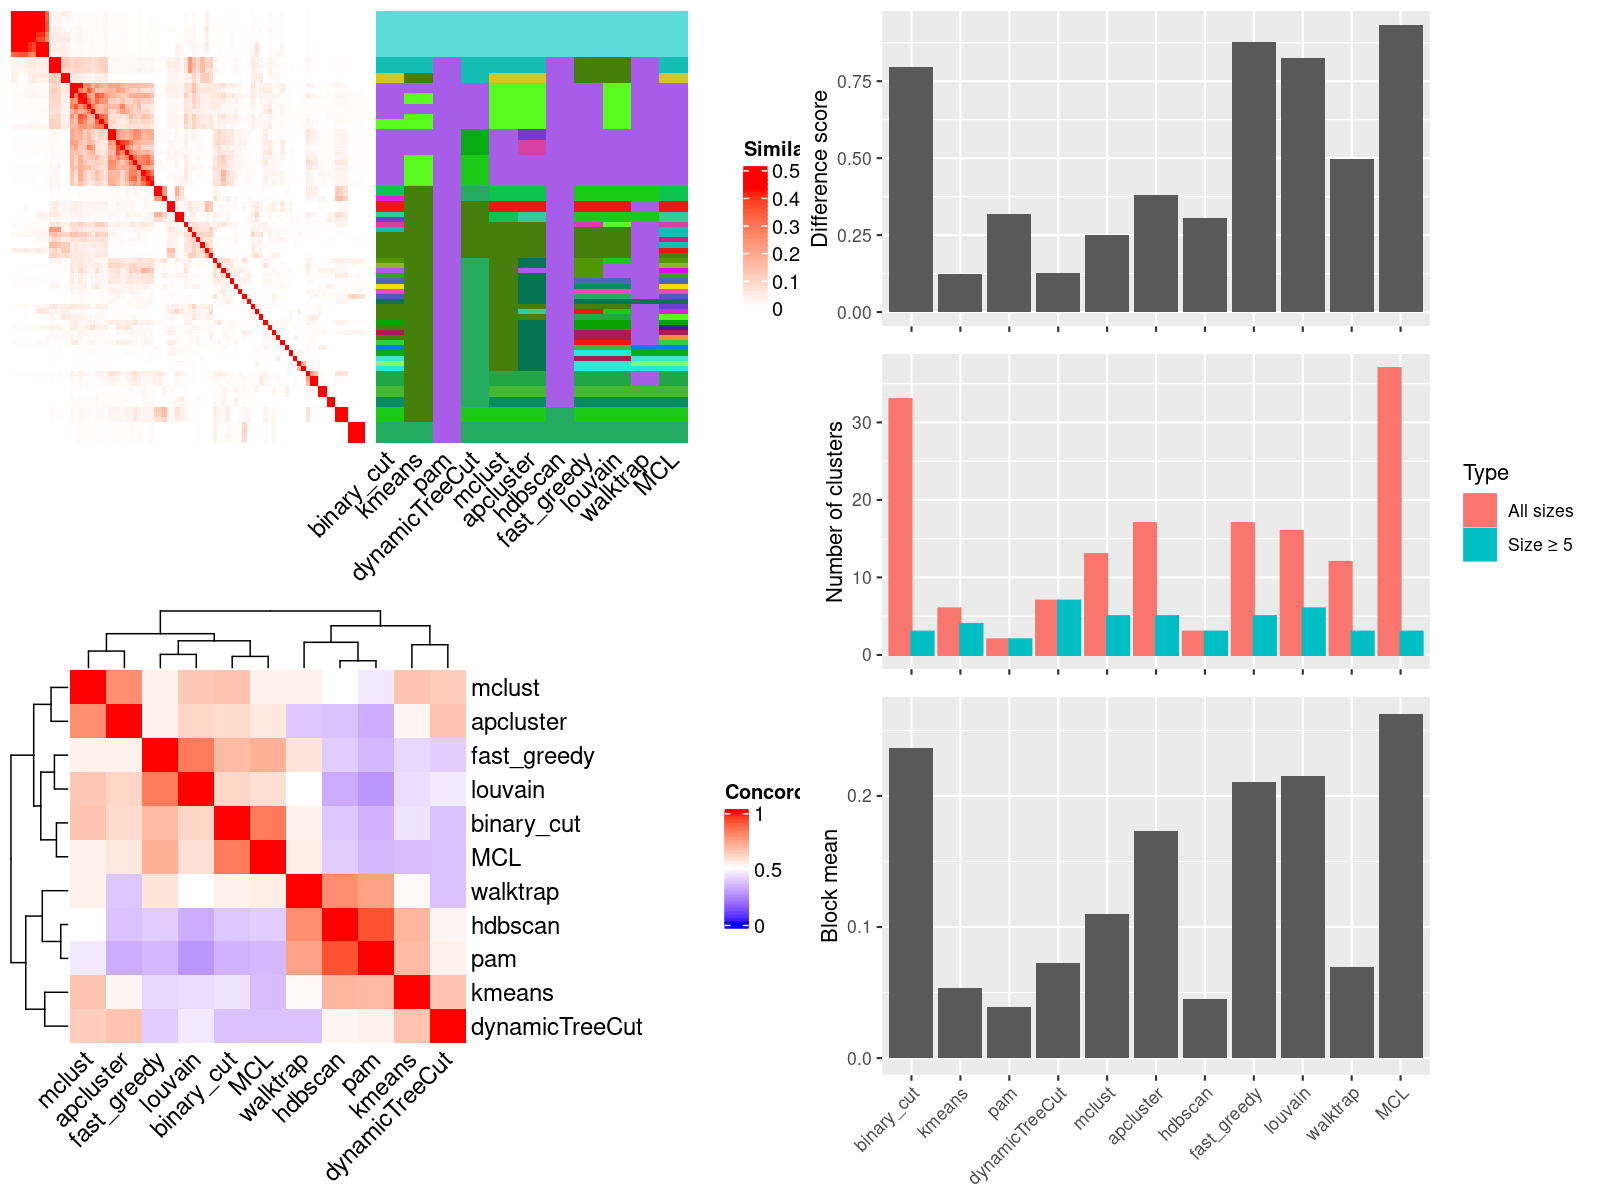 Simila
0.5
0.4
0.3
0.2
0.1
0
binary_cut
kmeans
pam
dynamicTreeCut
mclust
apcluster
hdbscan
fast_greedy
louvain
walktrap
MCL
Difference score
0.75
0.50
0.25
0.00
Number of clusters
30
20
10
0
Type
All sizes
Size ≥ 5
mclust
apcluster
fast_greedy
louvain
binary_cut
MCL
walktrap
hdbscan
pam
kmeans
dynamicTreeCut
mclust
apcluster
fast_greedy
louvain
binary_cut
MCL
walktrap
hdbscan
pam
kmeans
dynamicTreeCut
Concord
1
0.5
0
Block mean
0.2
0.1
0.0
binary_cut
kmeans
pam
dynamicTreeCut
mclust
apcluster
hdbscan
fast_greedy
louvain
walktrap
MCL